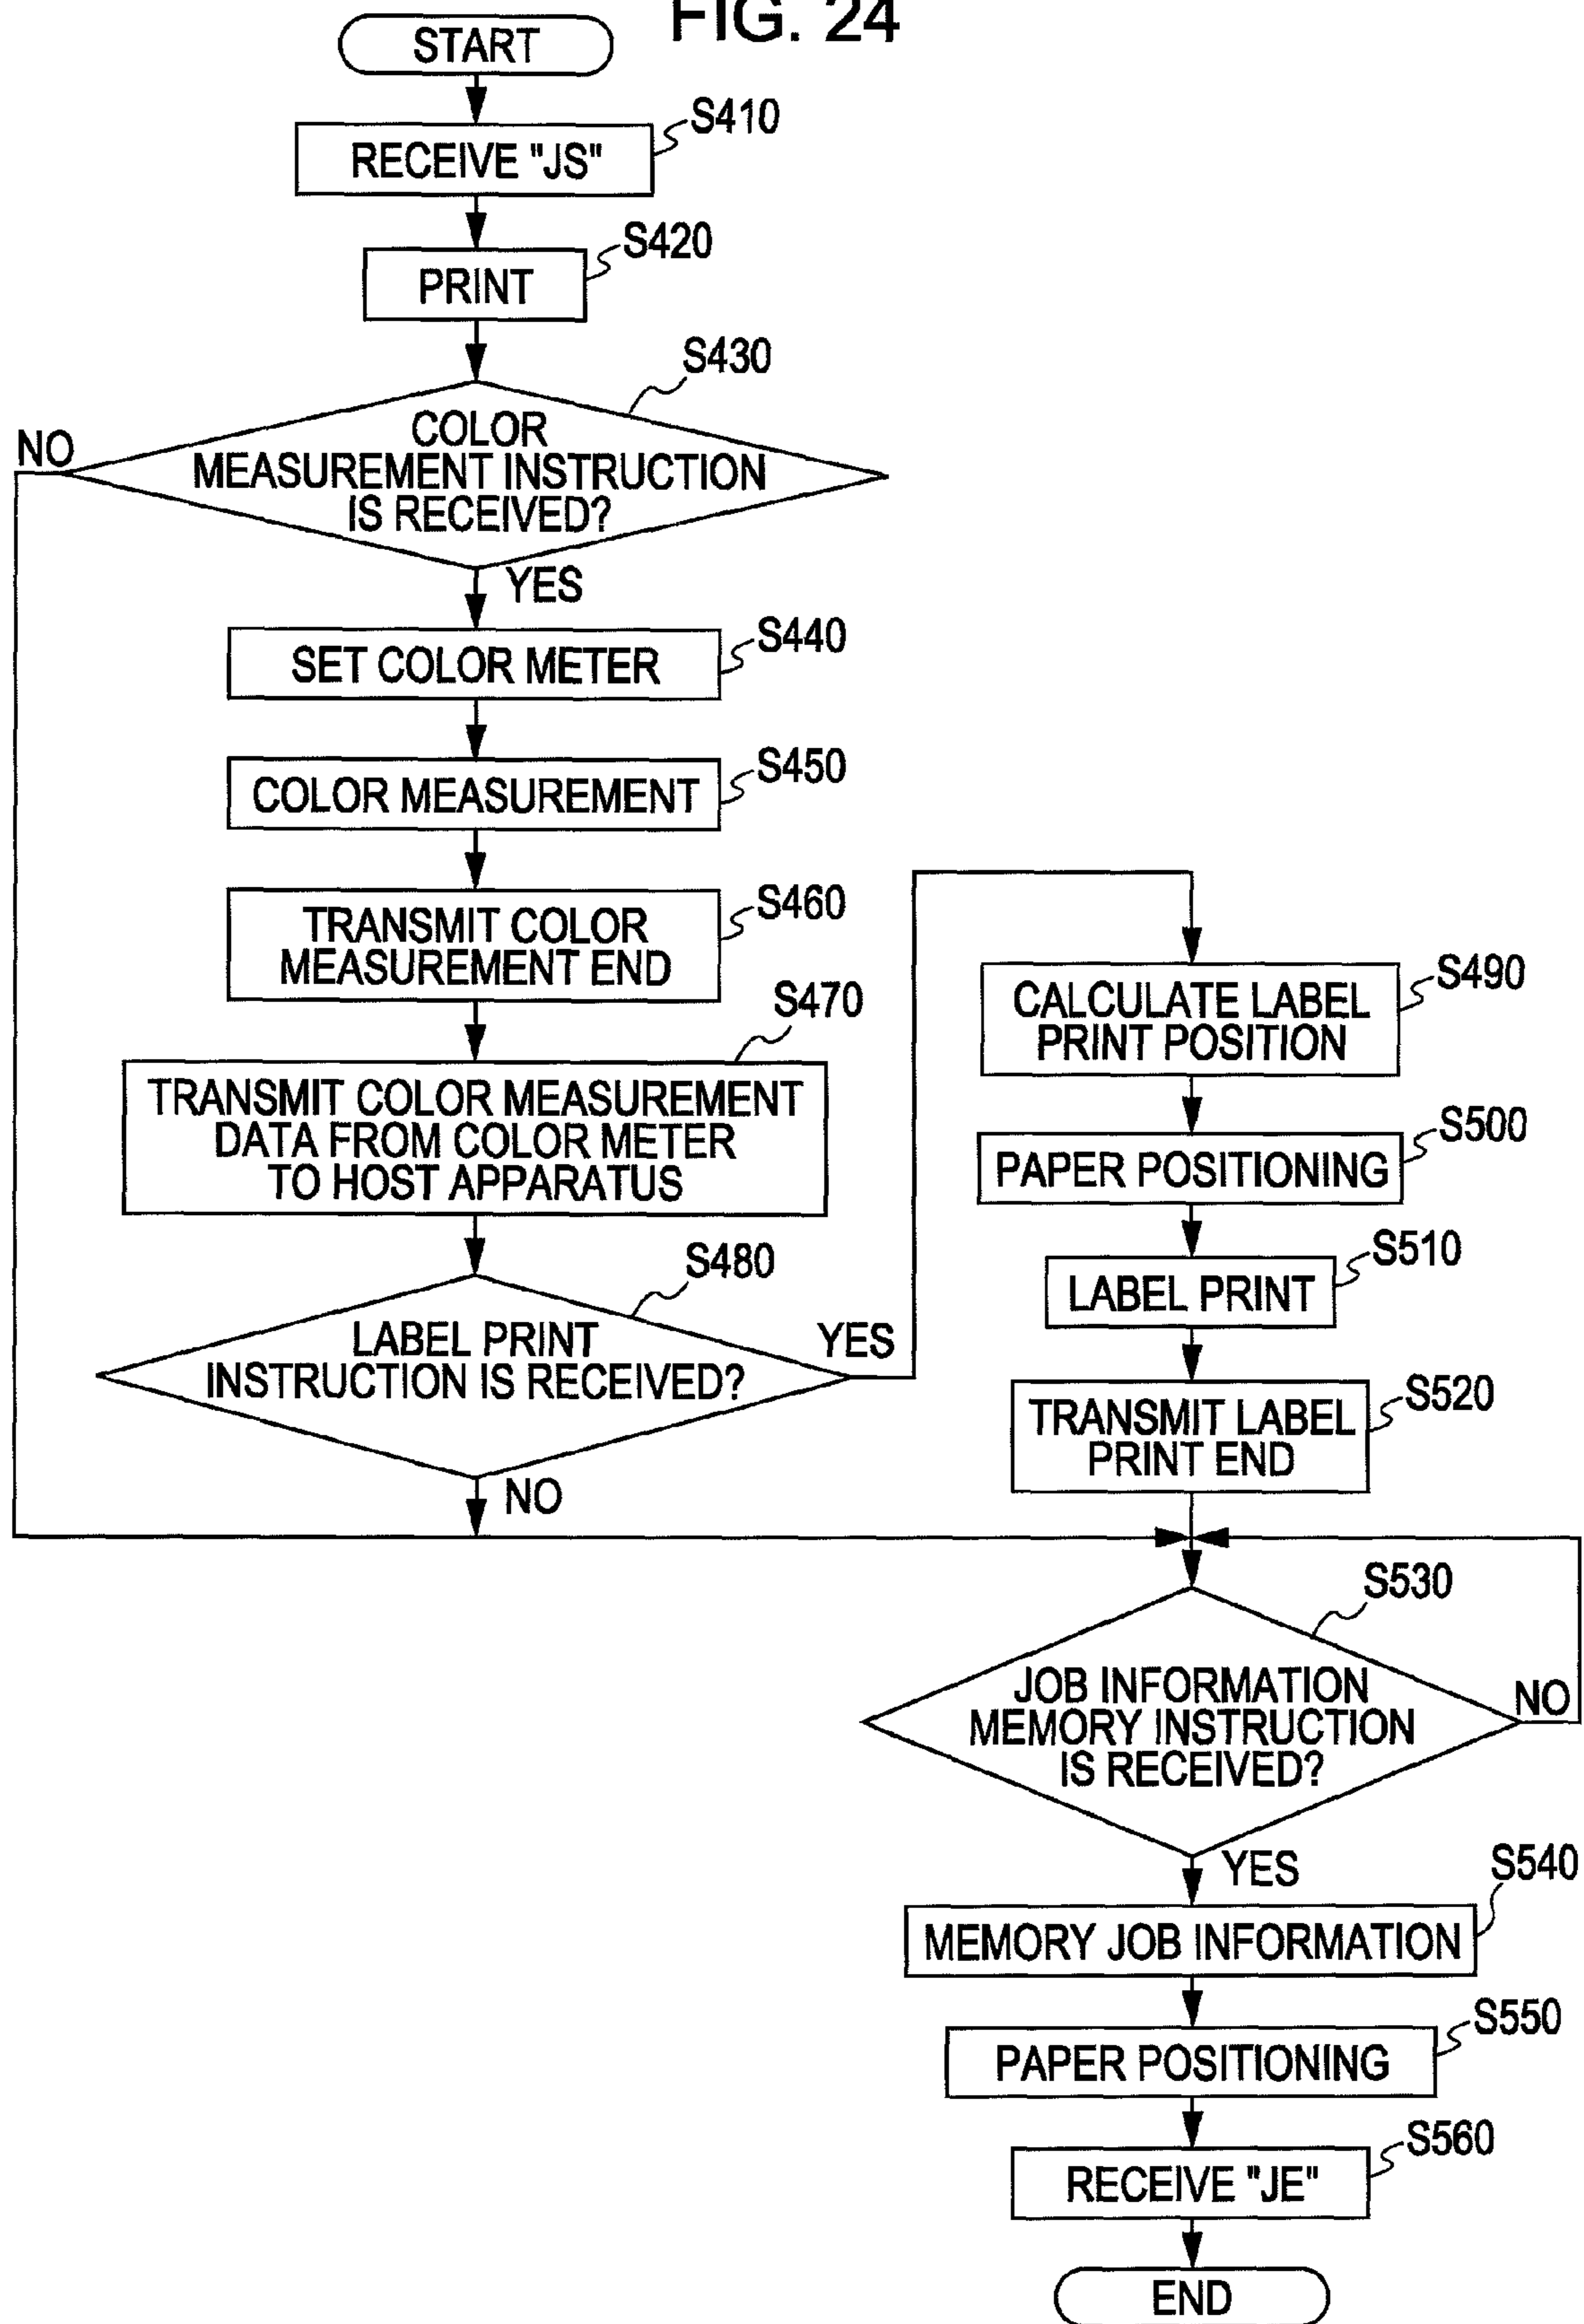 FIG. 24
START
S410
RECEIVE "JS"
S420
PRINT
S430
COLOR
MEASUREMENT INSTRUCTION
IS RECEIVED?
NO
YES
S440
SET COLOR METER
S450
COLOR MEASUREMENT
S460
TRANSMIT COLOR
MEASUREMENT END
S470
TRANSMIT COLOR MEASUREMENT
DATA FROM COLOR METER
TO HOST APPARATUS
S480
LABEL PRINT
INSTRUCTION IS RECEIVED?
YES
NO
S490
CALCULATE LABEL
PRINT POSITION
S500
PAPER POSITIONING
S510
LABEL PRINT
S520
TRANSMIT LABEL
PRINT END
S530
JOB INFORMATION
MEMORY INSTRUCTION
IS RECEIVED?
NO
YES
S540
MEMORY JOB INFORMATION
S550
PAPER POSITIONING
S560
RECEIVE "JE"
END